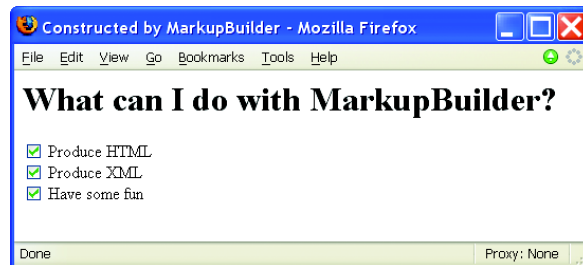 Constructed by MarkupBuilder - Mozilla Firefox
File Edit View Go Bookmarks Tools Help
What can I do with MarkupBuilder?
Produce HTML
Produce XML
Have some fun
Done Proxy: None